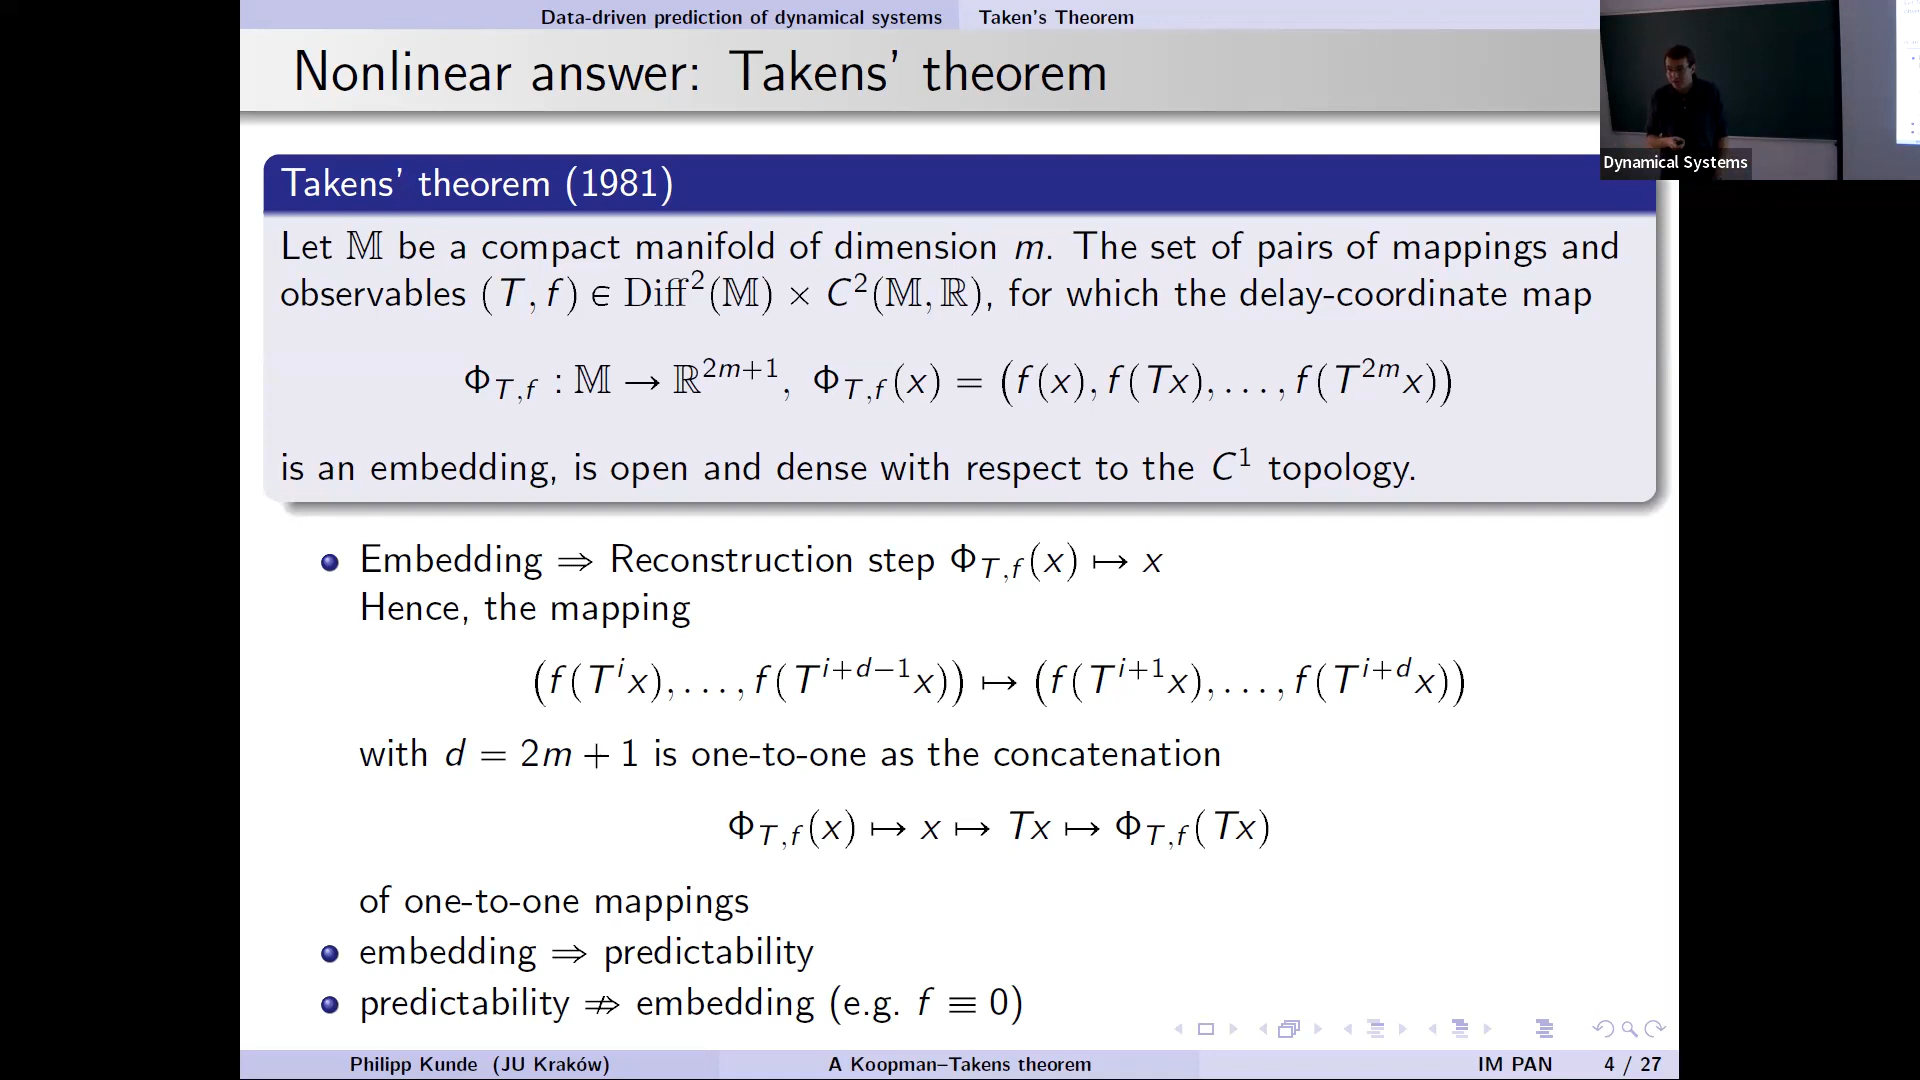 Data-driven prediction of dynamical systems Taken's Theorem
Nonlinear answer: Takens' theorem
Dynamical Systems
Takens' theorem (1981)
Let 𝕄 be a compact manifold of dimension m. The set of pairs of mappings and
observables (T, f) ∈ Diff²(𝕄) × C²(𝕄, ℝ), for which the delay-coordinate map
Φ_{T,f} : 𝕄 → ℝ^{2m+1}, Φ_{T,f}(x) = (f(x), f(Tx), . . . , f(T^{2m}x))
is an embedding, is open and dense with respect to the C¹ topology.
Embedding ⇒ Reconstruction step Φ_{T,f}(x) ↦ x
Hence, the mapping
(f(T^i x), . . . , f(T^{i+d−1}x)) ↦ (f(T^{i+1}x), . . . , f(T^{i+d}x))
with d = 2m + 1 is one-to-one as the concatenation
Φ_{T,f}(x) ↦ x ↦ Tx ↦ Φ_{T,f}(Tx)
of one-to-one mappings
embedding ⇒ predictability
predictability ⇏ embedding (e.g. f ≡ 0)
Philipp Kunde (JU Kraków) A Koopman–Takens theorem IM PAN 4 / 27